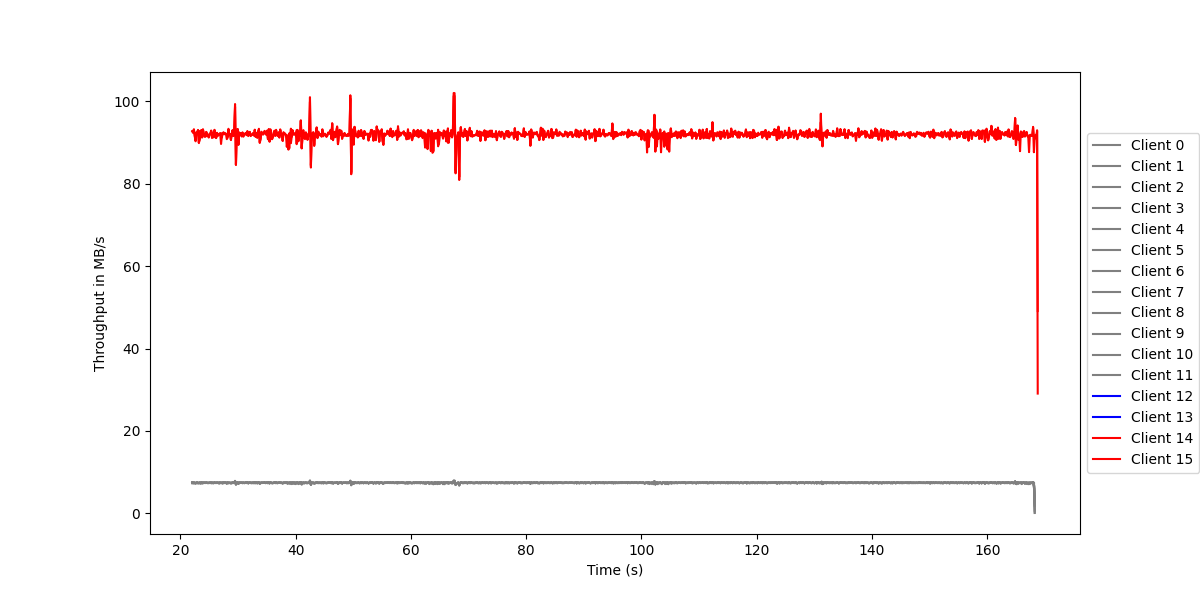 100
80
60
40
20
0
Throughput in MB/s
20 40 60 80 100 120 140 160
Time (s)
Client 0
Client 1
Client 2
Client 3
Client 4
Client 5
Client 6
Client 7
Client 8
Client 9
Client 10
Client 11
Client 12
Client 13
Client 14
Client 15